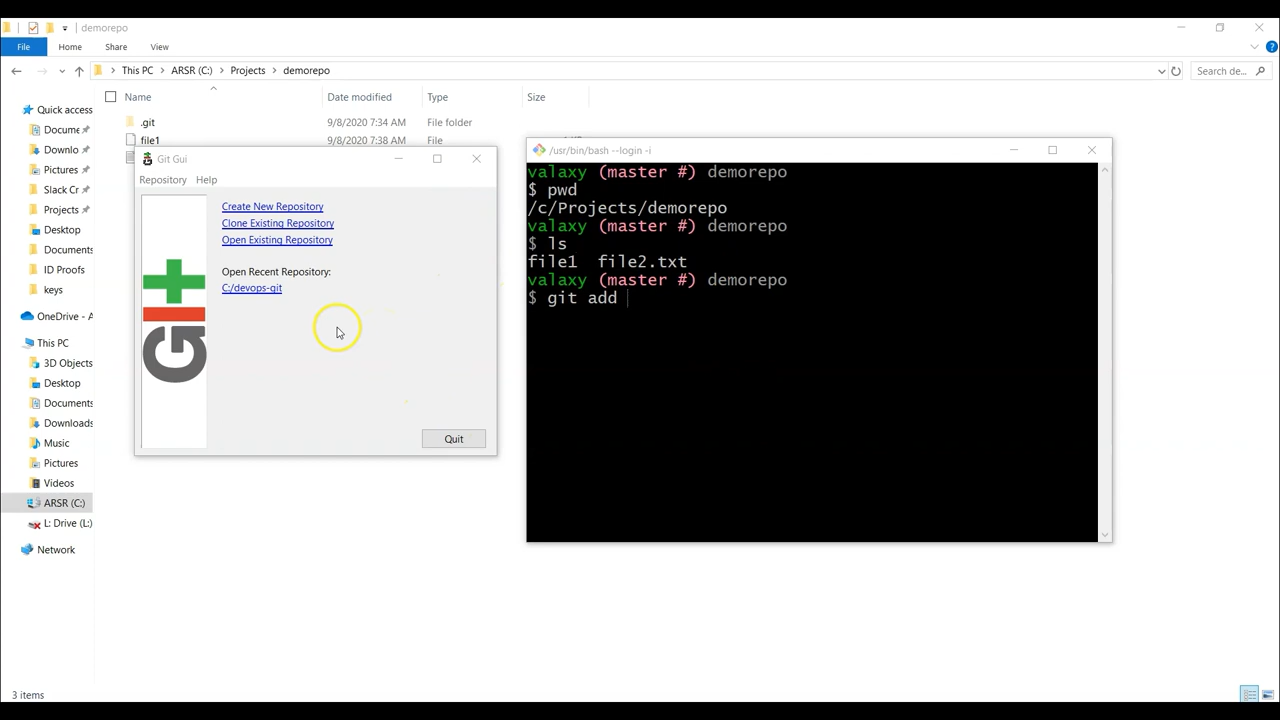 demorepo
File Home Share View
This PC ARSR (C:) Projects demorepo Search de...
Name Date modified Type Size
.git 9/8/2020 7:34 AM File folder
file1 9/8/2020 7:38 AM File
Quick access
Docume
Downlo
Pictures
Slack Cr
Projects
Desktop
Documents
ID Proofs
keys
OneDrive - A
This PC
3D Objects
Desktop
Documents
Downloads
Music
Pictures
Videos
ARSR (C:)
L: Drive (L:)
Network
3 items
Git Gui
Repository Help
Git
Create New Repository
Clone Existing Repository
Open Existing Repository
Open Recent Repository:
C:/devops-git
Quit
/usr/bin/bash --login -i
valaxy (master #) demorepo
$ pwd
/c/Projects/demorepo
valaxy (master #) demorepo
$ ls
file1 file2.txt
valaxy (master #) demorepo
$ git add